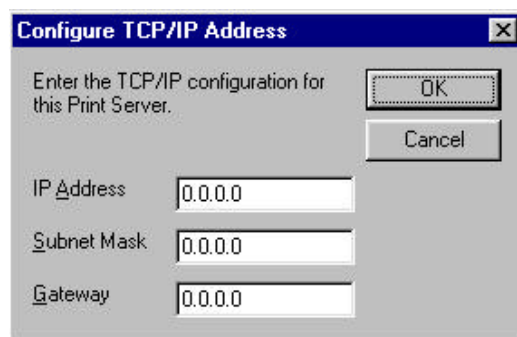 Configure TCP/IP Address
Enter the TCP/IP configuration for
this Print Server.
OK
Cancel
IP Address 0.0.0.0
Subnet Mask 0.0.0.0
Gateway 0.0.0.0